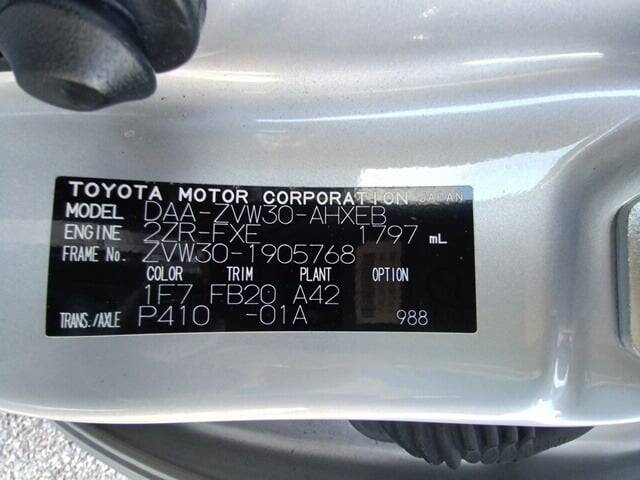 TOYOTA MOTOR CORPORATION JAPAN
MODEL DAA-ZVW30-AHXEB
ENGINE 2ZR-FXE 1797 mL
FRAME No. ZVW30-1905768
COLOR TRIM PLANT OPTION
1F7 FB20 A42
TRANS./AXLE P410 -01A 988